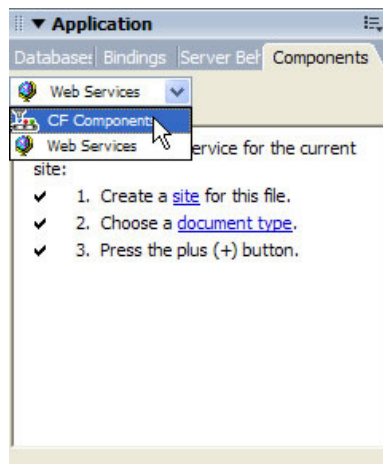 Application
Databases Bindings Server Beh Components
Web Services
CF Components
Web Services
ervice for the current
site:
1. Create a site for this file.
2. Choose a document type.
3. Press the plus (+) button.